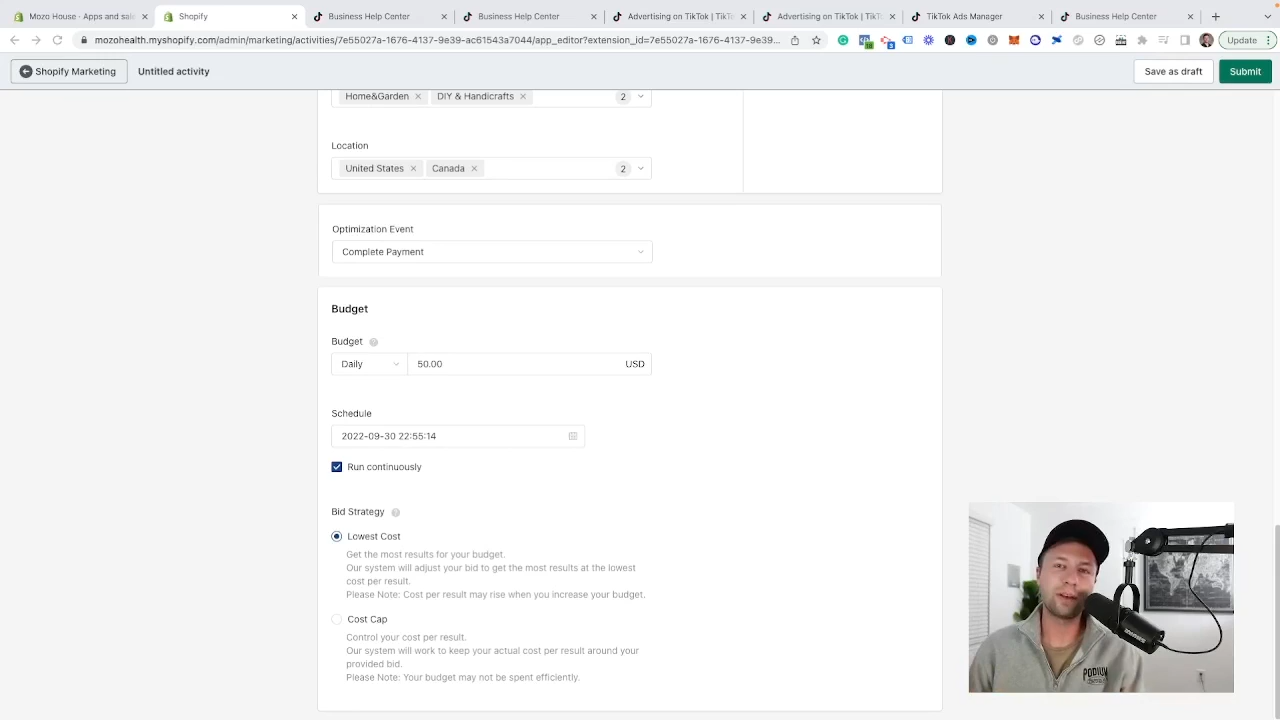 Mozo House · Apps and sale
Shopify
Business Help Center
Business Help Center
Advertising on TikTok | TikT
Advertising on TikTok | TikT
TikTok Ads Manager
Business Help Center
mozohealth.myshopify.com/admin/marketing/activities/7e55027a-1676-4137-9e39-ac61543a7044/app_editor?extension_id=7e55027a-1676-4137-9e39...
Update
Shopify Marketing
Untitled activity
Save as draft
Submit
Home&Garden
DIY & Handicrafts
2
Location
United States
Canada
2
Optimization Event
Complete Payment
Budget
Budget
Daily
50.00
USD
Schedule
2022-09-30 22:55:14
Run continuously
Bid Strategy
Lowest Cost
Get the most results for your budget.
Our system will adjust your bid to get the most results at the lowest
cost per result.
Please Note: Cost per result may rise when you increase your budget.
Cost Cap
Control your cost per result.
Our system will work to keep your actual cost per result around your
provided bid.
Please Note: Your budget may not be spent efficiently.
PODIUM